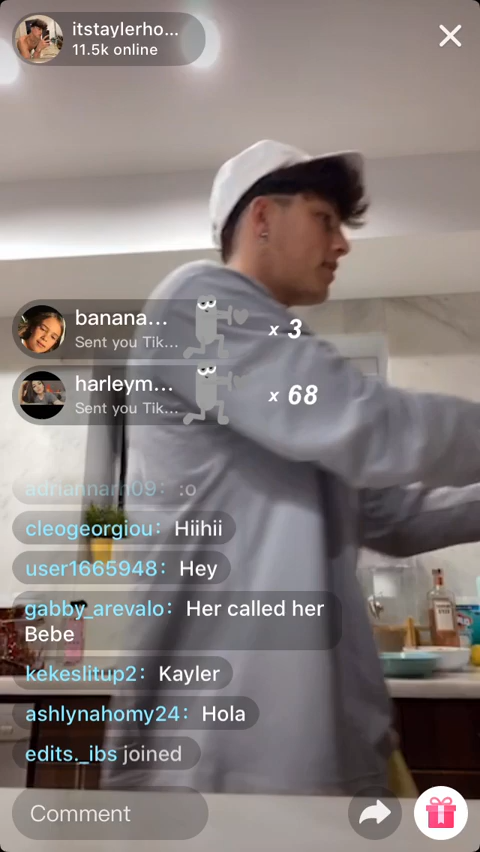 itstaylerho...
11.5k online
banana...
Sent you Tik...
x 3
harleym...
Sent you Tik...
x 68
adriannarh09: :o
cleogeorgiou: Hiihii
user1665948: Hey
gabby_arevalo: Her called her
Bebe
kekeslitup2: Kayler
ashlynahomy24: Hola
edits._ibs joined
Comment